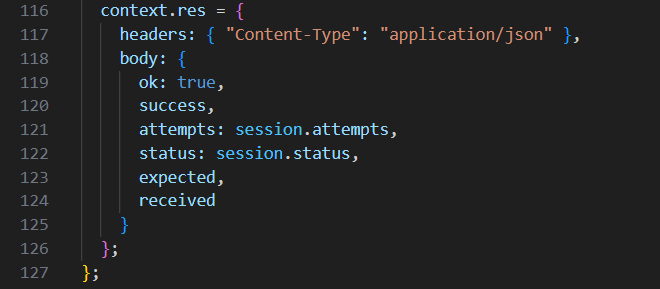 116 context.res = {
117 headers: { "Content-Type": "application/json" },
118 body: {
119 ok: true,
120 success,
121 attempts: session.attempts,
122 status: session.status,
123 expected,
124 received
125 }
126 };
127 };